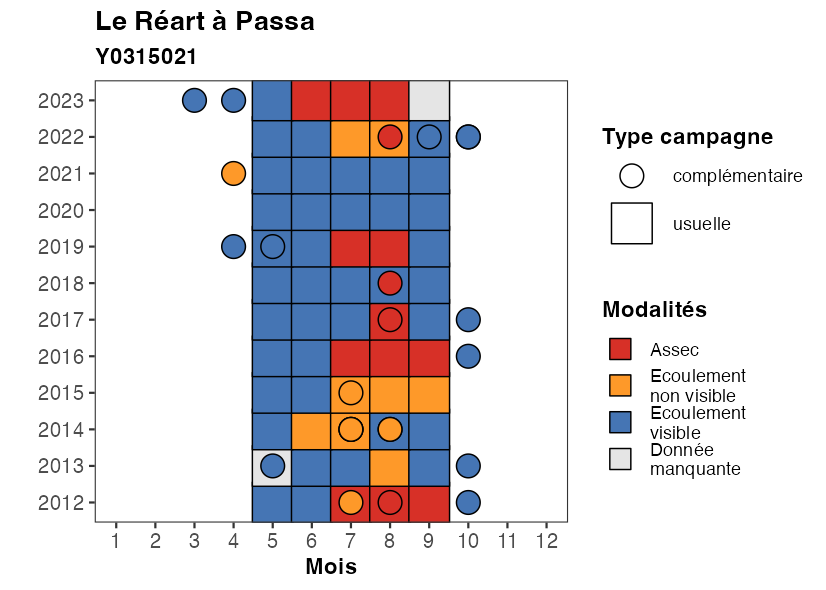 Le Réart à Passa
Y0315021
2023
2022
2021
2020
2019
2018
2017
2016
2015
2014
2013
2012
1 2 3 4 5 6 7 8 9 10 11 12
Mois
Type campagne
complémentaire
usuelle
Modalités
Assec
Ecoulement
non visible
Ecoulement
visible
Donnée
manquante